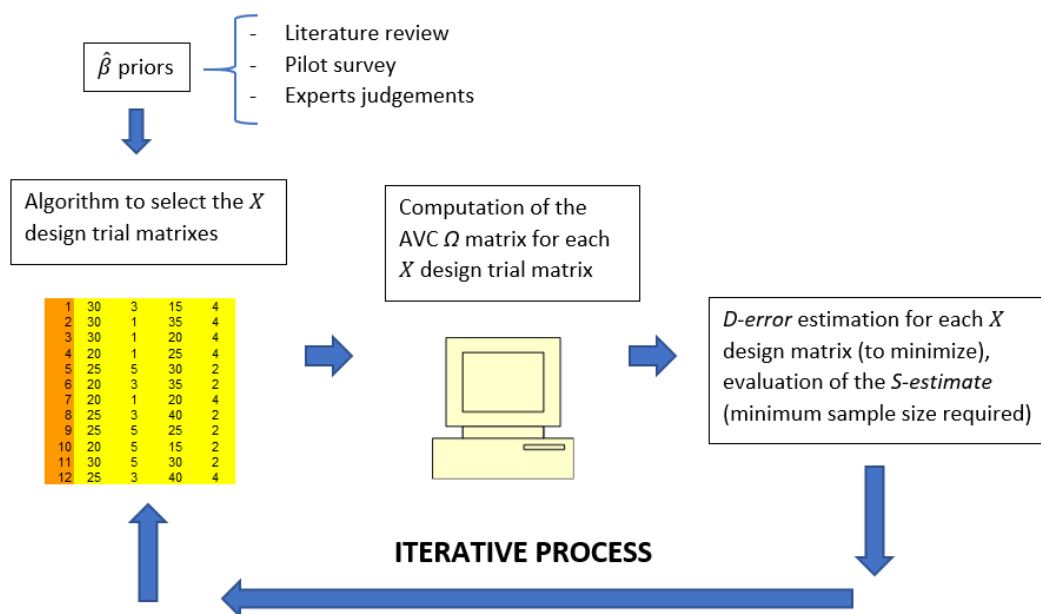 β̂ priors
- Literature review
- Pilot survey
- Experts judgements
Algorithm to select the X
design trial matrixes
Computation of the
AVC Ω matrix for each
X design trial matrix
D-error estimation for each X
design matrix (to minimize),
evaluation of the S-estimate
(minimum sample size required)
1 30 3 15 4
2 30 1 35 4
3 30 1 20 4
4 20 1 25 4
5 25 5 30 2
6 20 3 35 2
7 20 1 20 4
8 25 3 40 2
9 25 5 25 2
10 20 5 15 2
11 30 5 30 2
12 25 3 40 4
ITERATIVE PROCESS